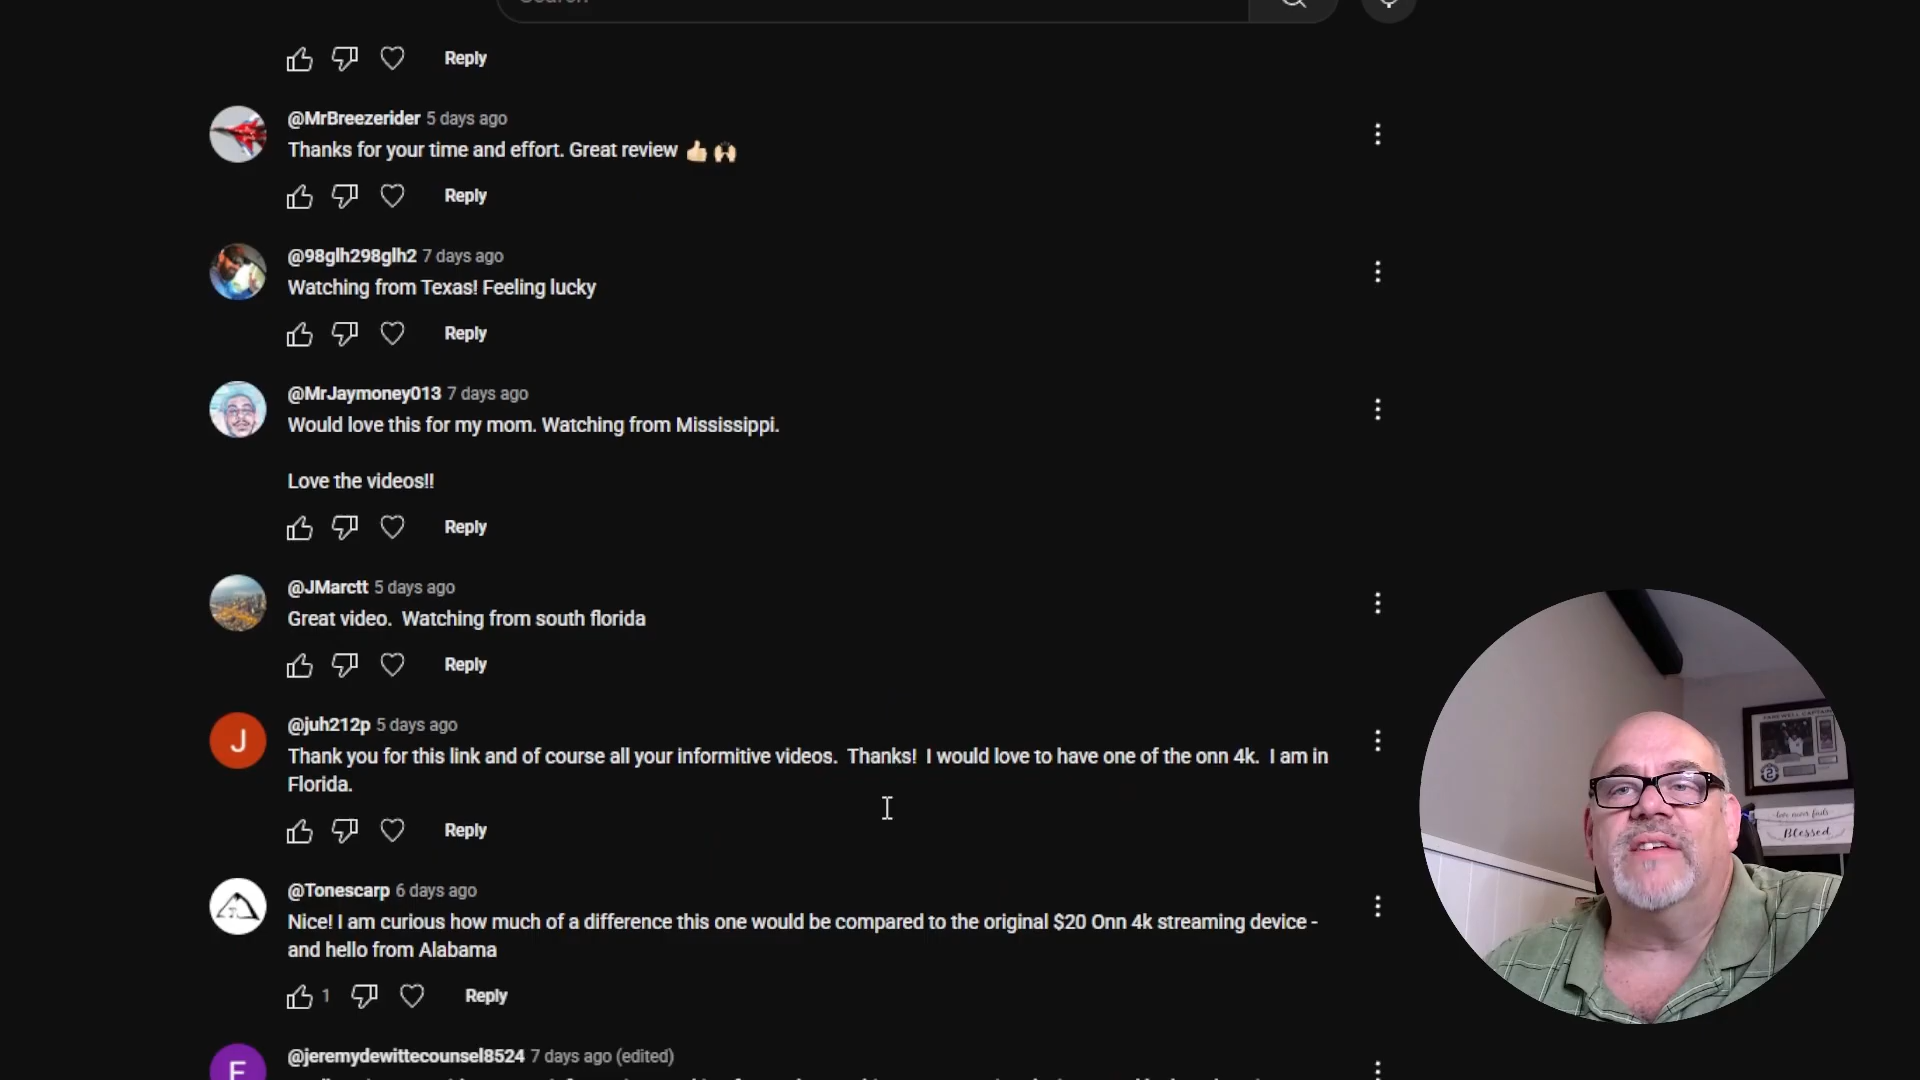 Search
Reply
@MrBreezerider 5 days ago
Thanks for your time and effort. Great review 👍🏻 🙌🏻
Reply
@98glh298glh2 7 days ago
Watching from Texas! Feeling lucky
Reply
@MrJaymoney013 7 days ago
Would love this for my mom. Watching from Mississippi.
Love the videos!!
Reply
@JMarctt 5 days ago
Great video.  Watching from south florida
Reply
J
@juh212p 5 days ago
Thank you for this link and of course all your informitive videos.  Thanks!  I would love to have one of the onn 4k.  I am in
Florida.
Reply
@Tonescarp 6 days ago
Nice! I am curious how much of a difference this one would be compared to the original $20 Onn 4k streaming device -
and hello from Alabama
1
Reply
@jeremydewittecounsel8524 7 days ago (edited)
FAREWELL CAPTAIN
2
Blessed